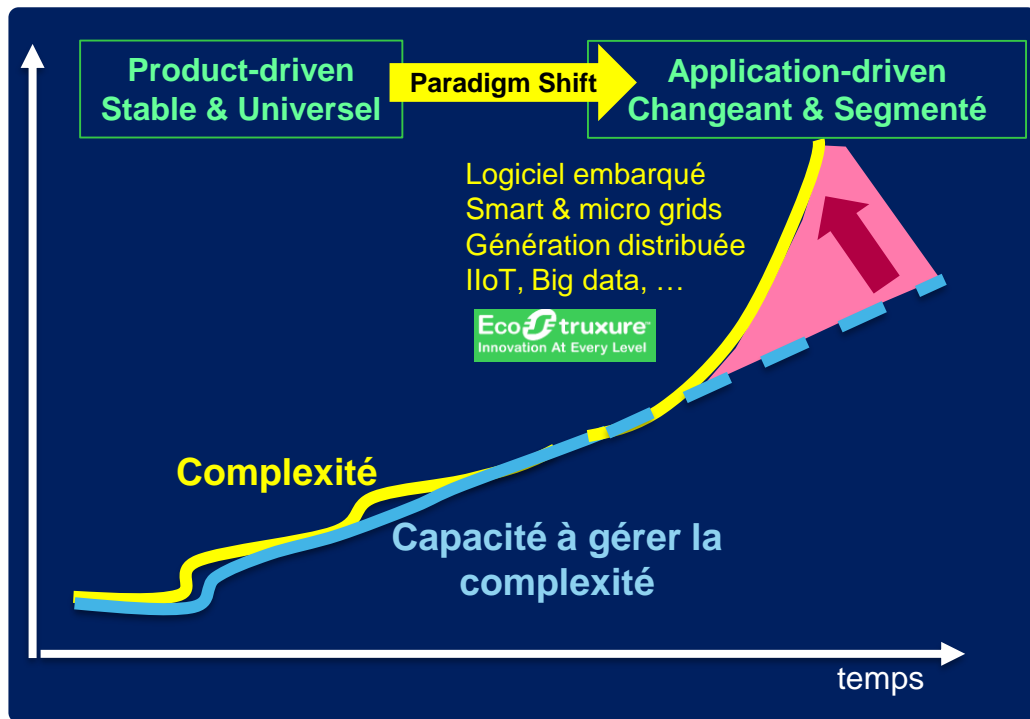 Product-driven
Stable & Universel
Paradigm Shift
Application-driven
Changeant & Segmenté
Logiciel embarqué
Smart & micro grids
Génération distribuée
IIoT, Big data, …
EcoStruxure™
Innovation At Every Level
Complexité
Capacité à gérer la
complexité
temps